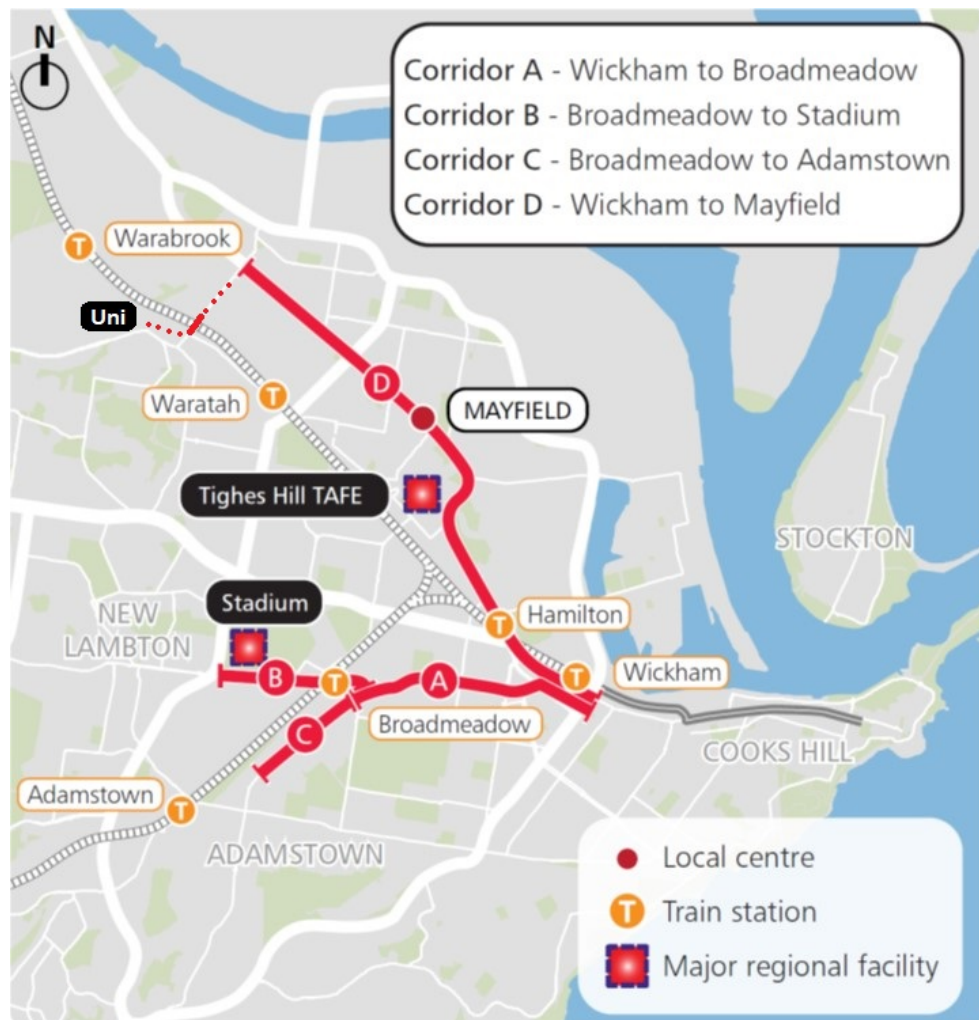 N
Corridor A - Wickham to Broadmeadow
Corridor B - Broadmeadow to Stadium
Corridor C - Broadmeadow to Adamstown
Corridor D - Wickham to Mayfield
Warabrook
T
Uni
D
Waratah
T
MAYFIELD
Tighes Hill TAFE
STOCKTON
Stadium
NEW
LAMBTON
Hamilton
T
Wickham
T
B
T
A
Broadmeadow
C
COOKS HILL
Adamstown
T
ADAMSTOWN
Local centre
T
Train station
Major regional facility